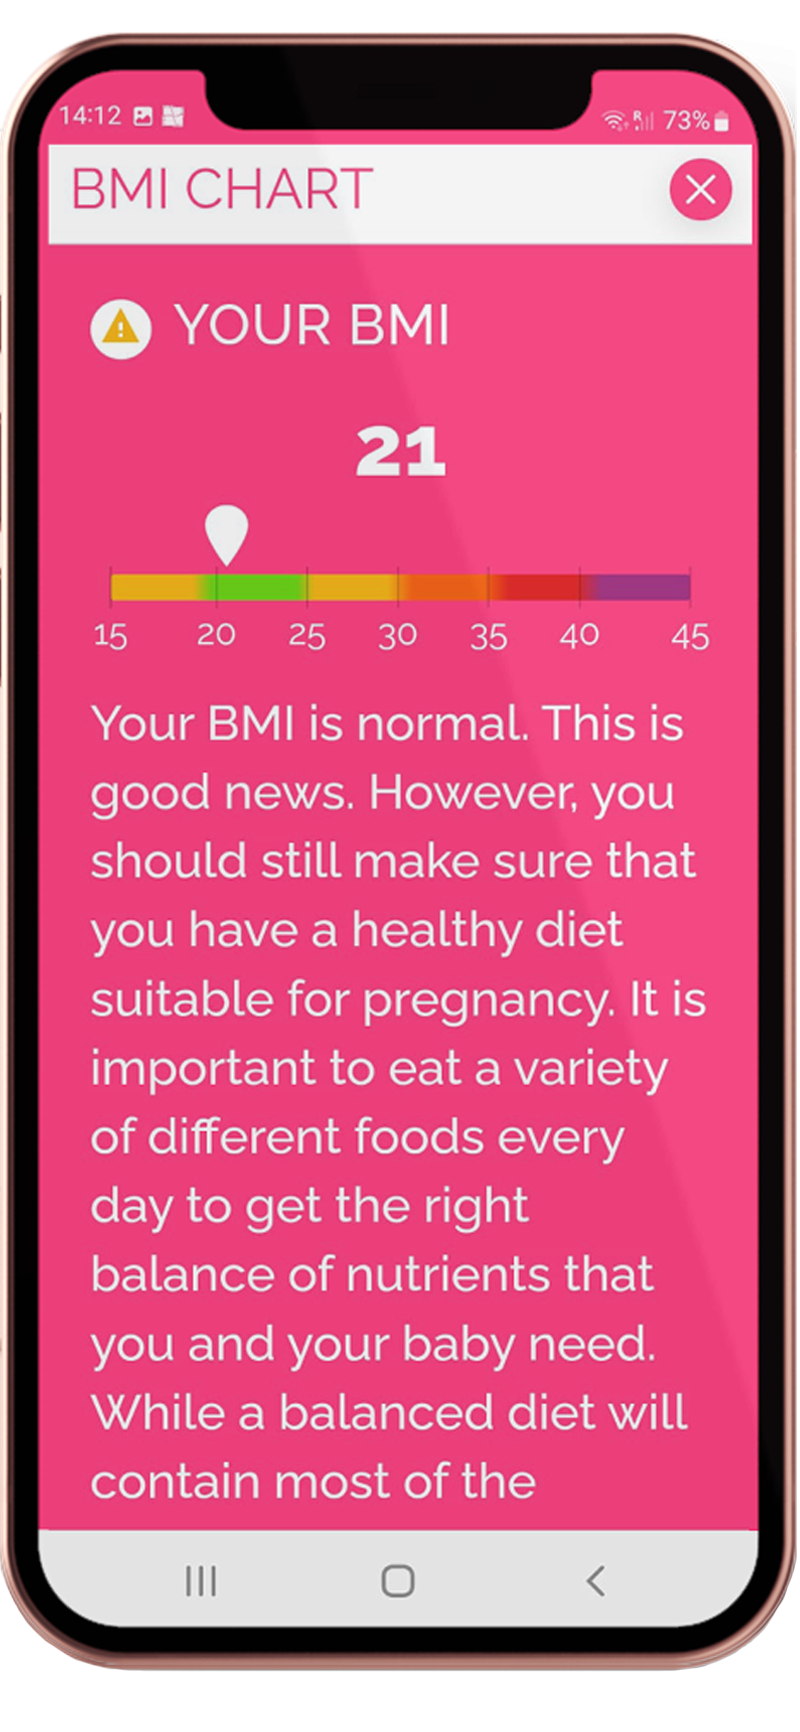 14:12 73%
BMI CHART
YOUR BMI
21
15 20 25 30 35 40 45
Your BMI is normal. This is
good news. However, you
should still make sure that
you have a healthy diet
suitable for pregnancy. It is
important to eat a variety
of different foods every
day to get the right
balance of nutrients that
you and your baby need.
While a balanced diet will
contain most of the